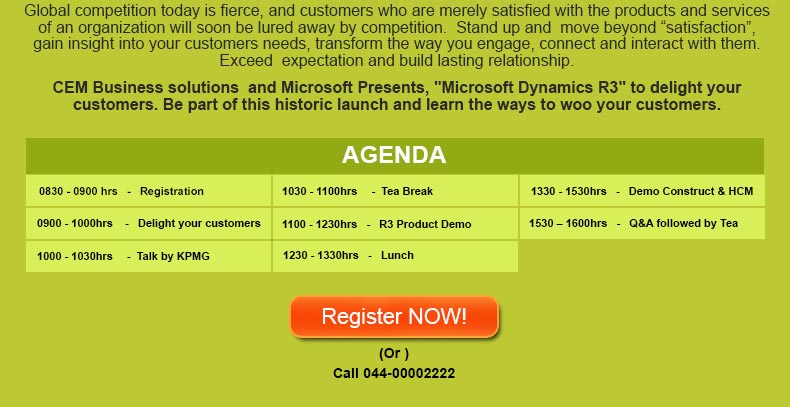 Global competition today is fierce, and customers who are merely satisfied with the products and services
of an organization will soon be lured away by competition.  Stand up and  move beyond “satisfaction”,
gain insight into your customers needs, transform the way you engage, connect and interact with them.
Exceed  expectation and build lasting relationship.
CEM Business solutions  and Microsoft Presents, "Microsoft Dynamics R3" to delight your
customers. Be part of this historic launch and learn the ways to woo your customers.
AGENDA
0830 - 0900 hrs - Registration
0900 - 1000hrs - Delight your customers
1000 - 1030hrs - Talk by KPMG
1030 - 1100hrs - Tea Break
1100 - 1230hrs - R3 Product Demo
1230 - 1330hrs - Lunch
1330 - 1530hrs - Demo Construct & HCM
1530 – 1600hrs - Q&A followed by Tea
Register NOW!
(Or )
Call 044-00002222